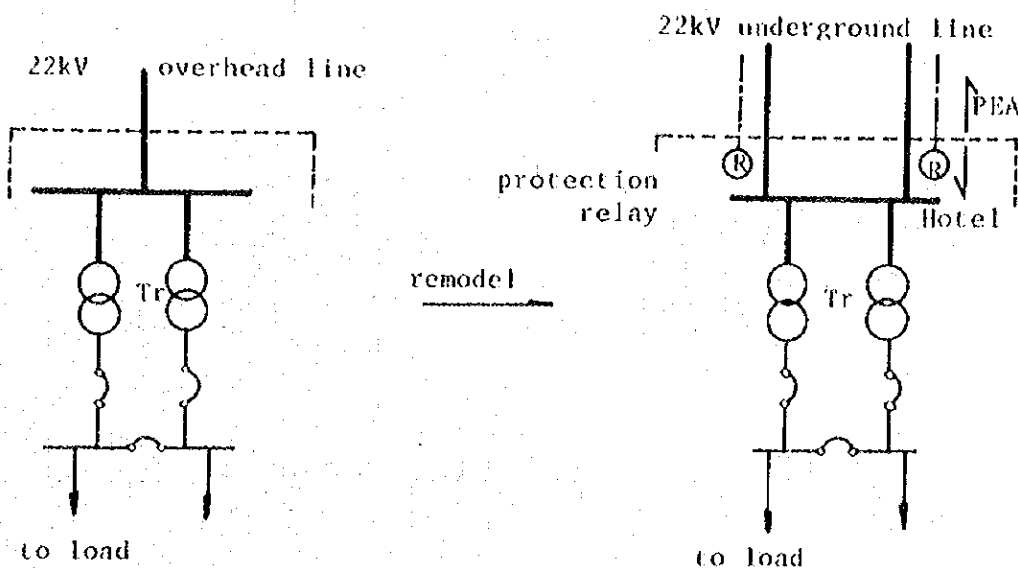 22kV overhead line
Tr
to load
remodel
22kV underground line
PEA
R
R
protection
relay
Hotel
Tr
to load